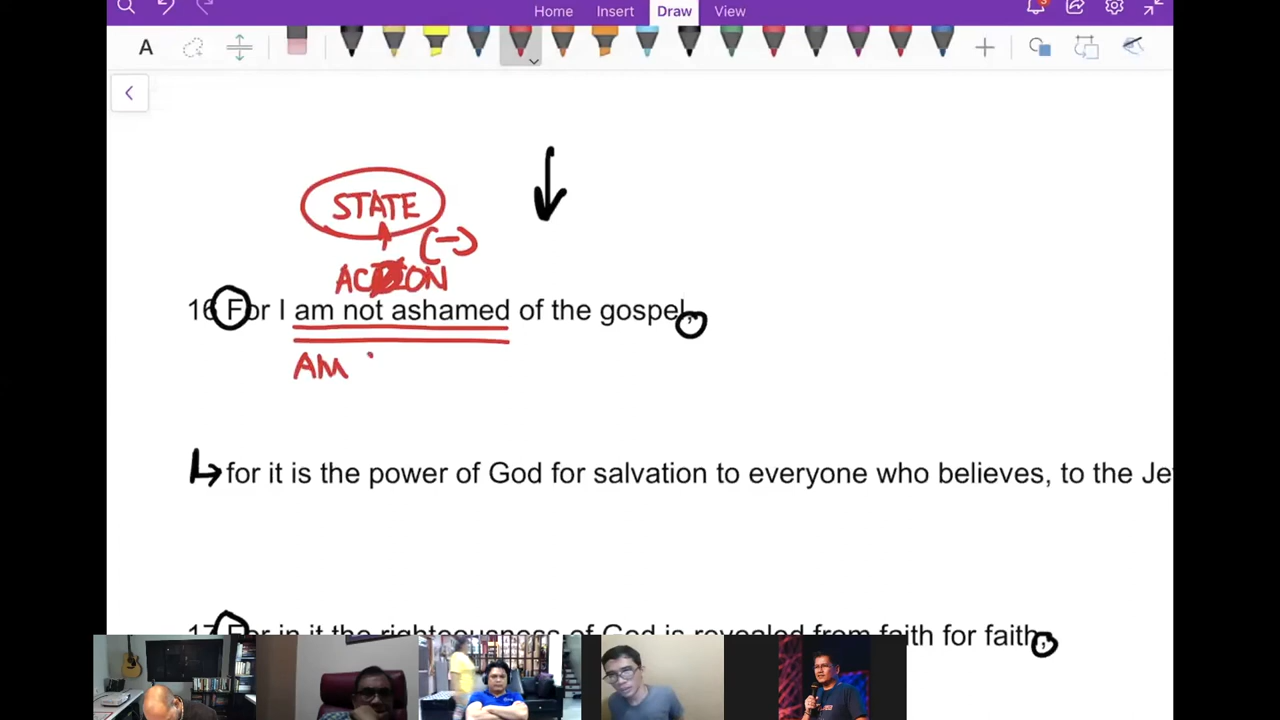 Home Insert Draw View
A
STATE
(→)
ACTION
16 For I am not ashamed of the gospel,
AM
for it is the power of God for salvation to everyone who believes, to the
17 For in it the righteousness of God is revealed from faith for faith,